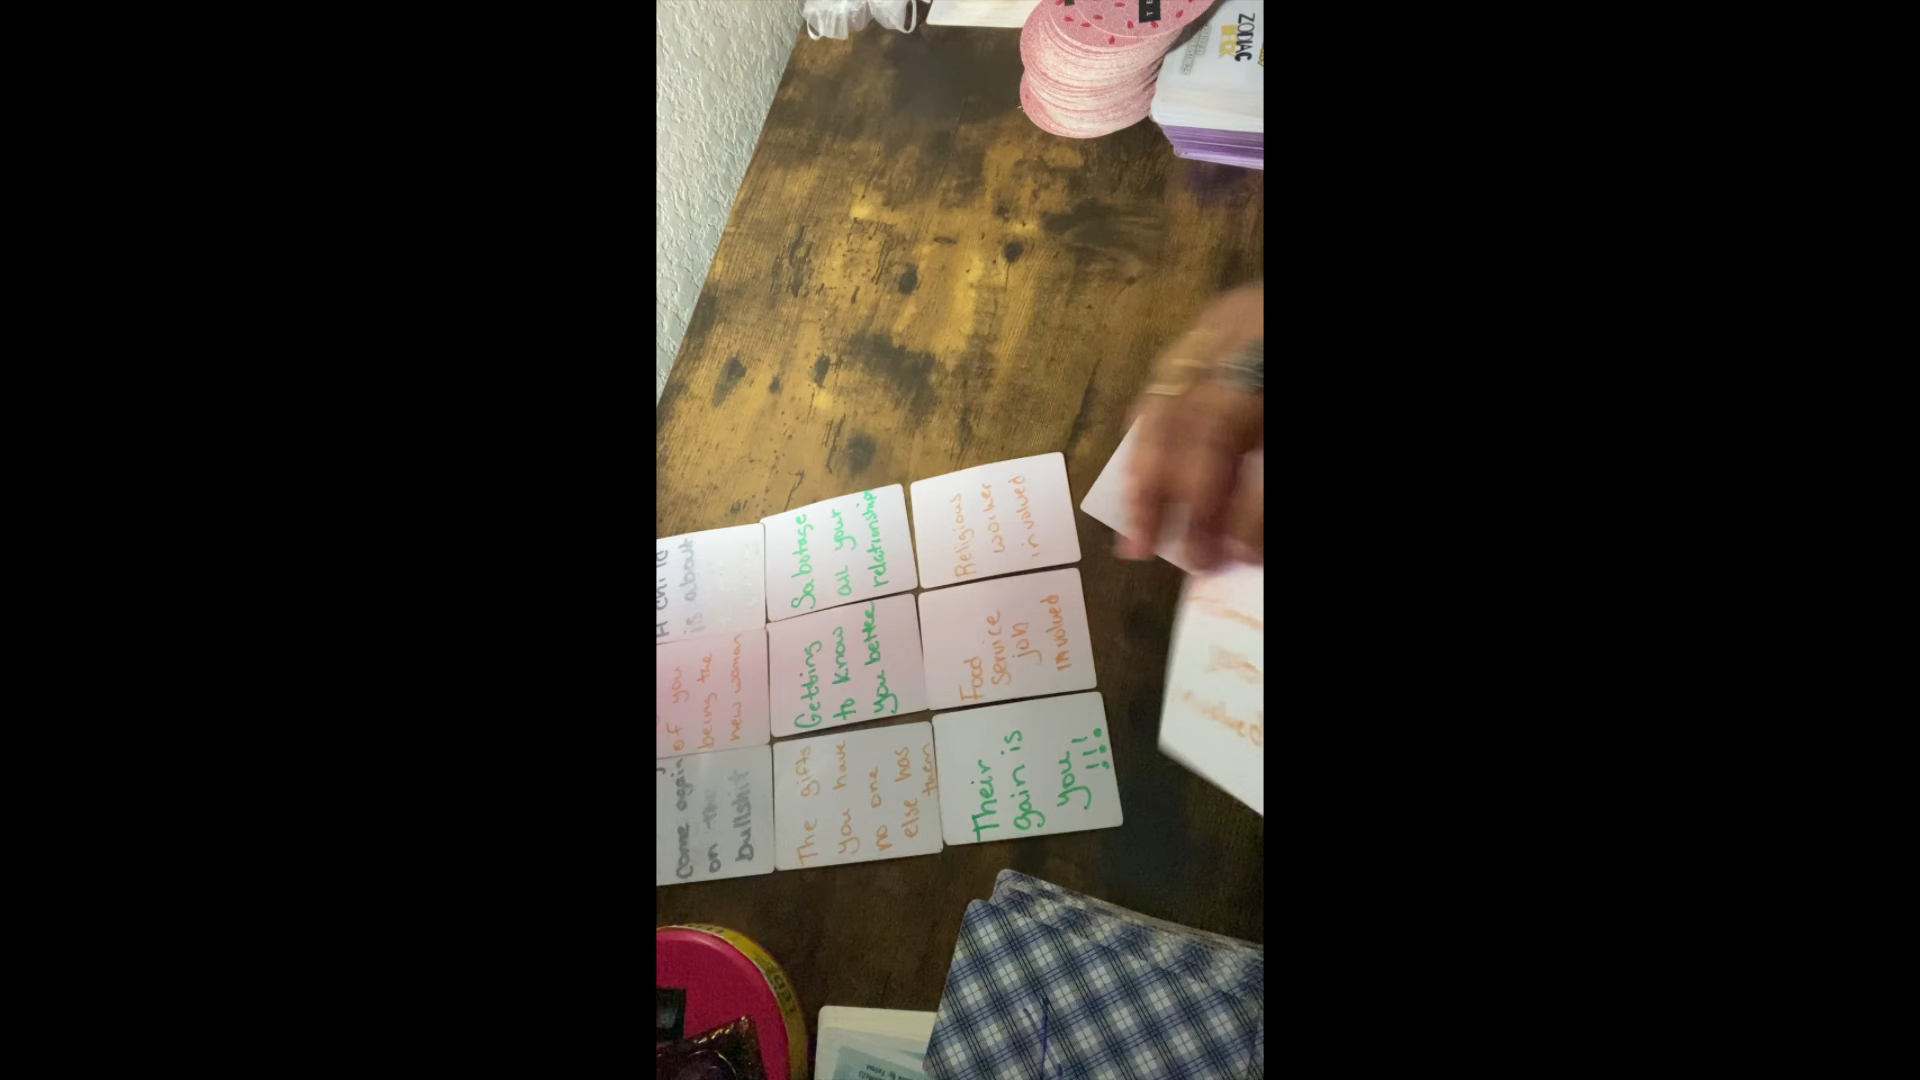 A child
is about
of you
being the
new woman
come again
on the
bullshit
Sabotage
all your
relationships
Getting
to know
you better
The gifts
you have
no one
else has
them
Religious
worker
involved
Food
Service
job
involved
Their
gain is
you!!!
ZODIAC